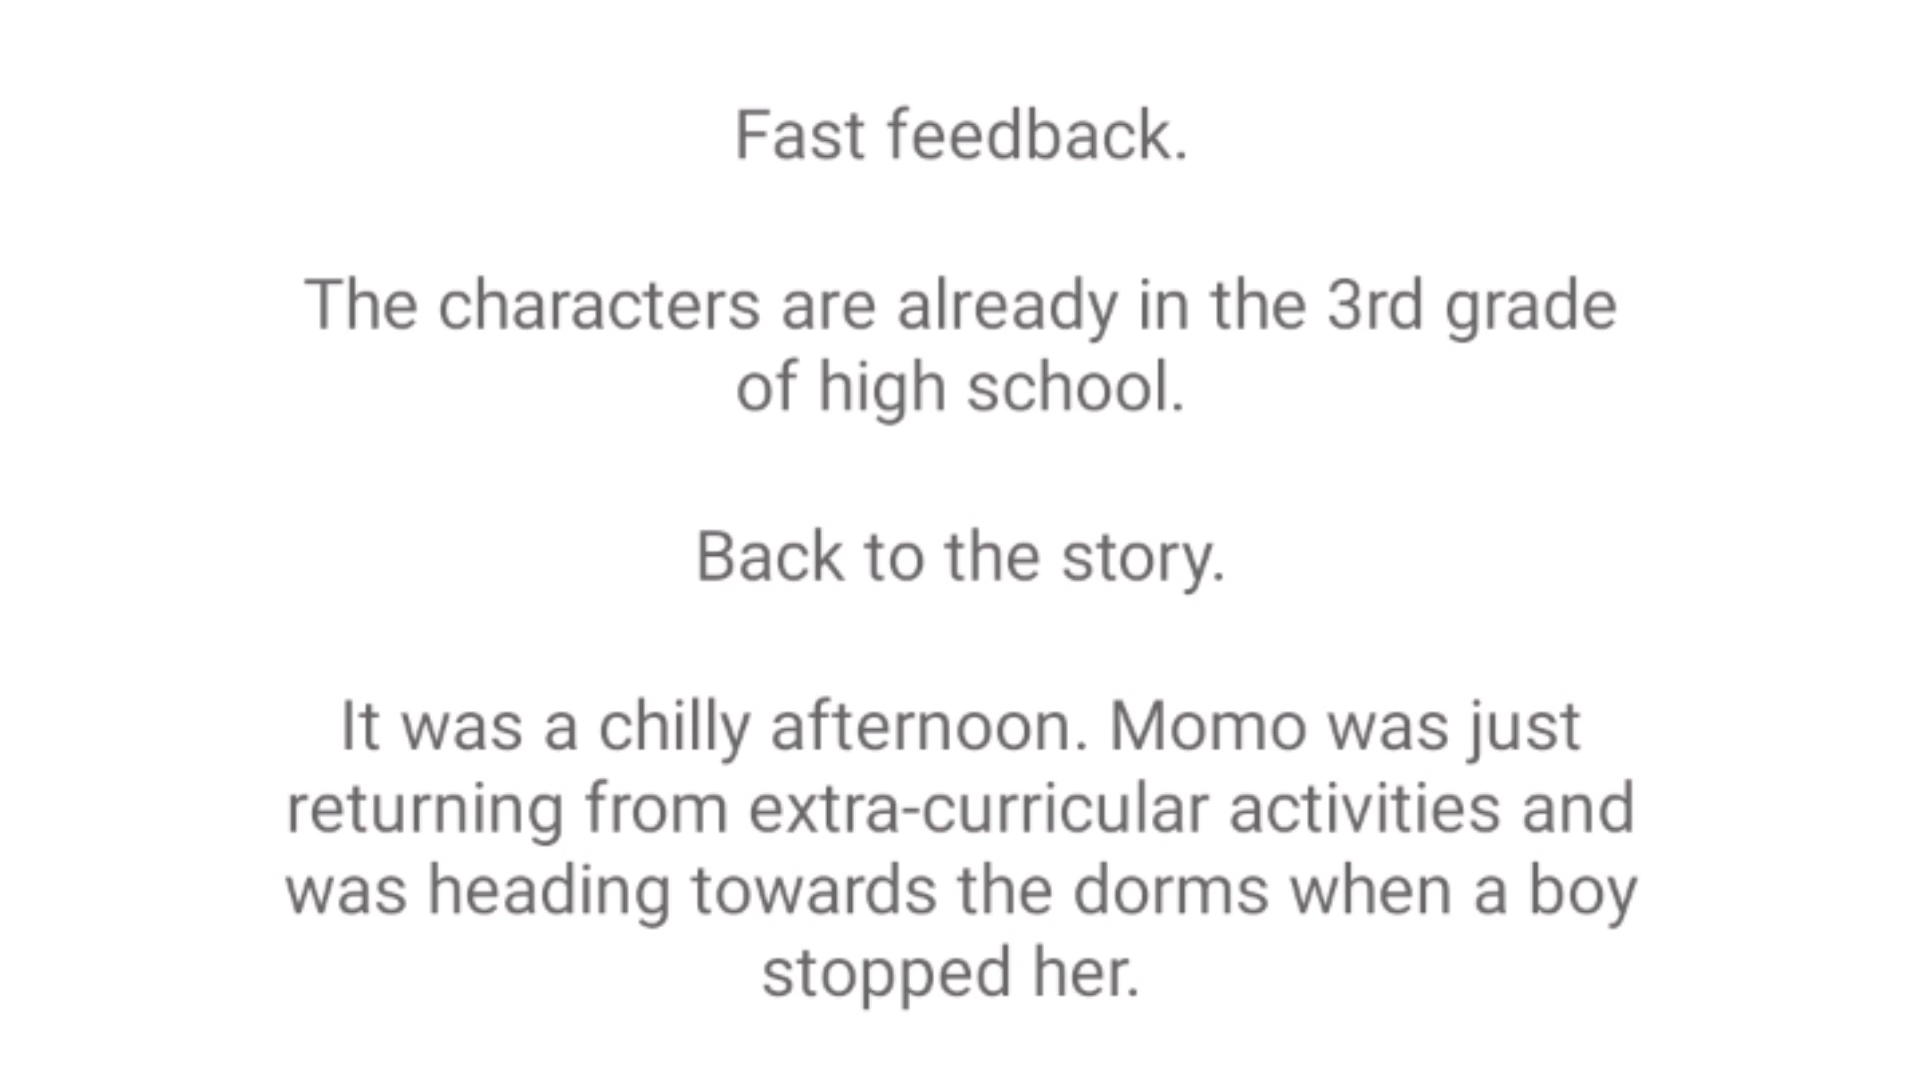 Fast feedback.
The characters are already in the 3rd grade
of high school.
Back to the story.
It was a chilly afternoon. Momo was just
returning from extra-curricular activities and
was heading towards the dorms when a boy
stopped her.